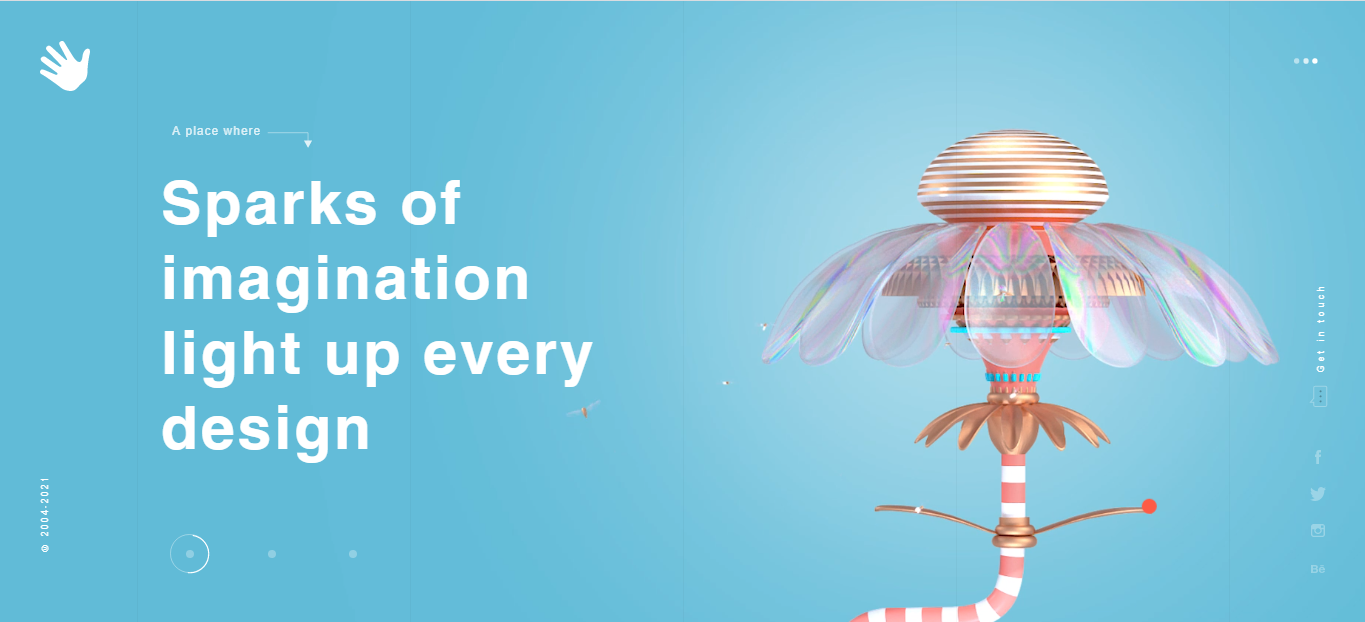 A place where
Sparks of
imagination
light up every
design
Get in touch
© 2004-2021
Bē